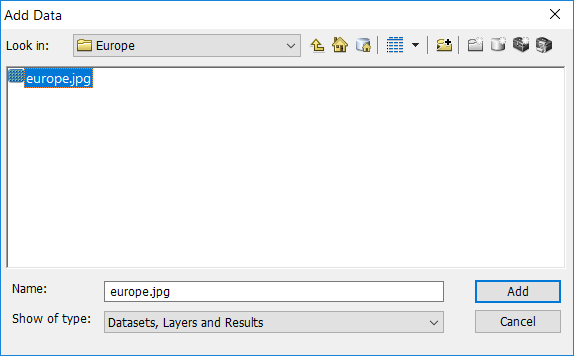 Add Data
Look in: Europe
europe.jpg
Name: europe.jpg Add
Show of type: Datasets, Layers and Results Cancel